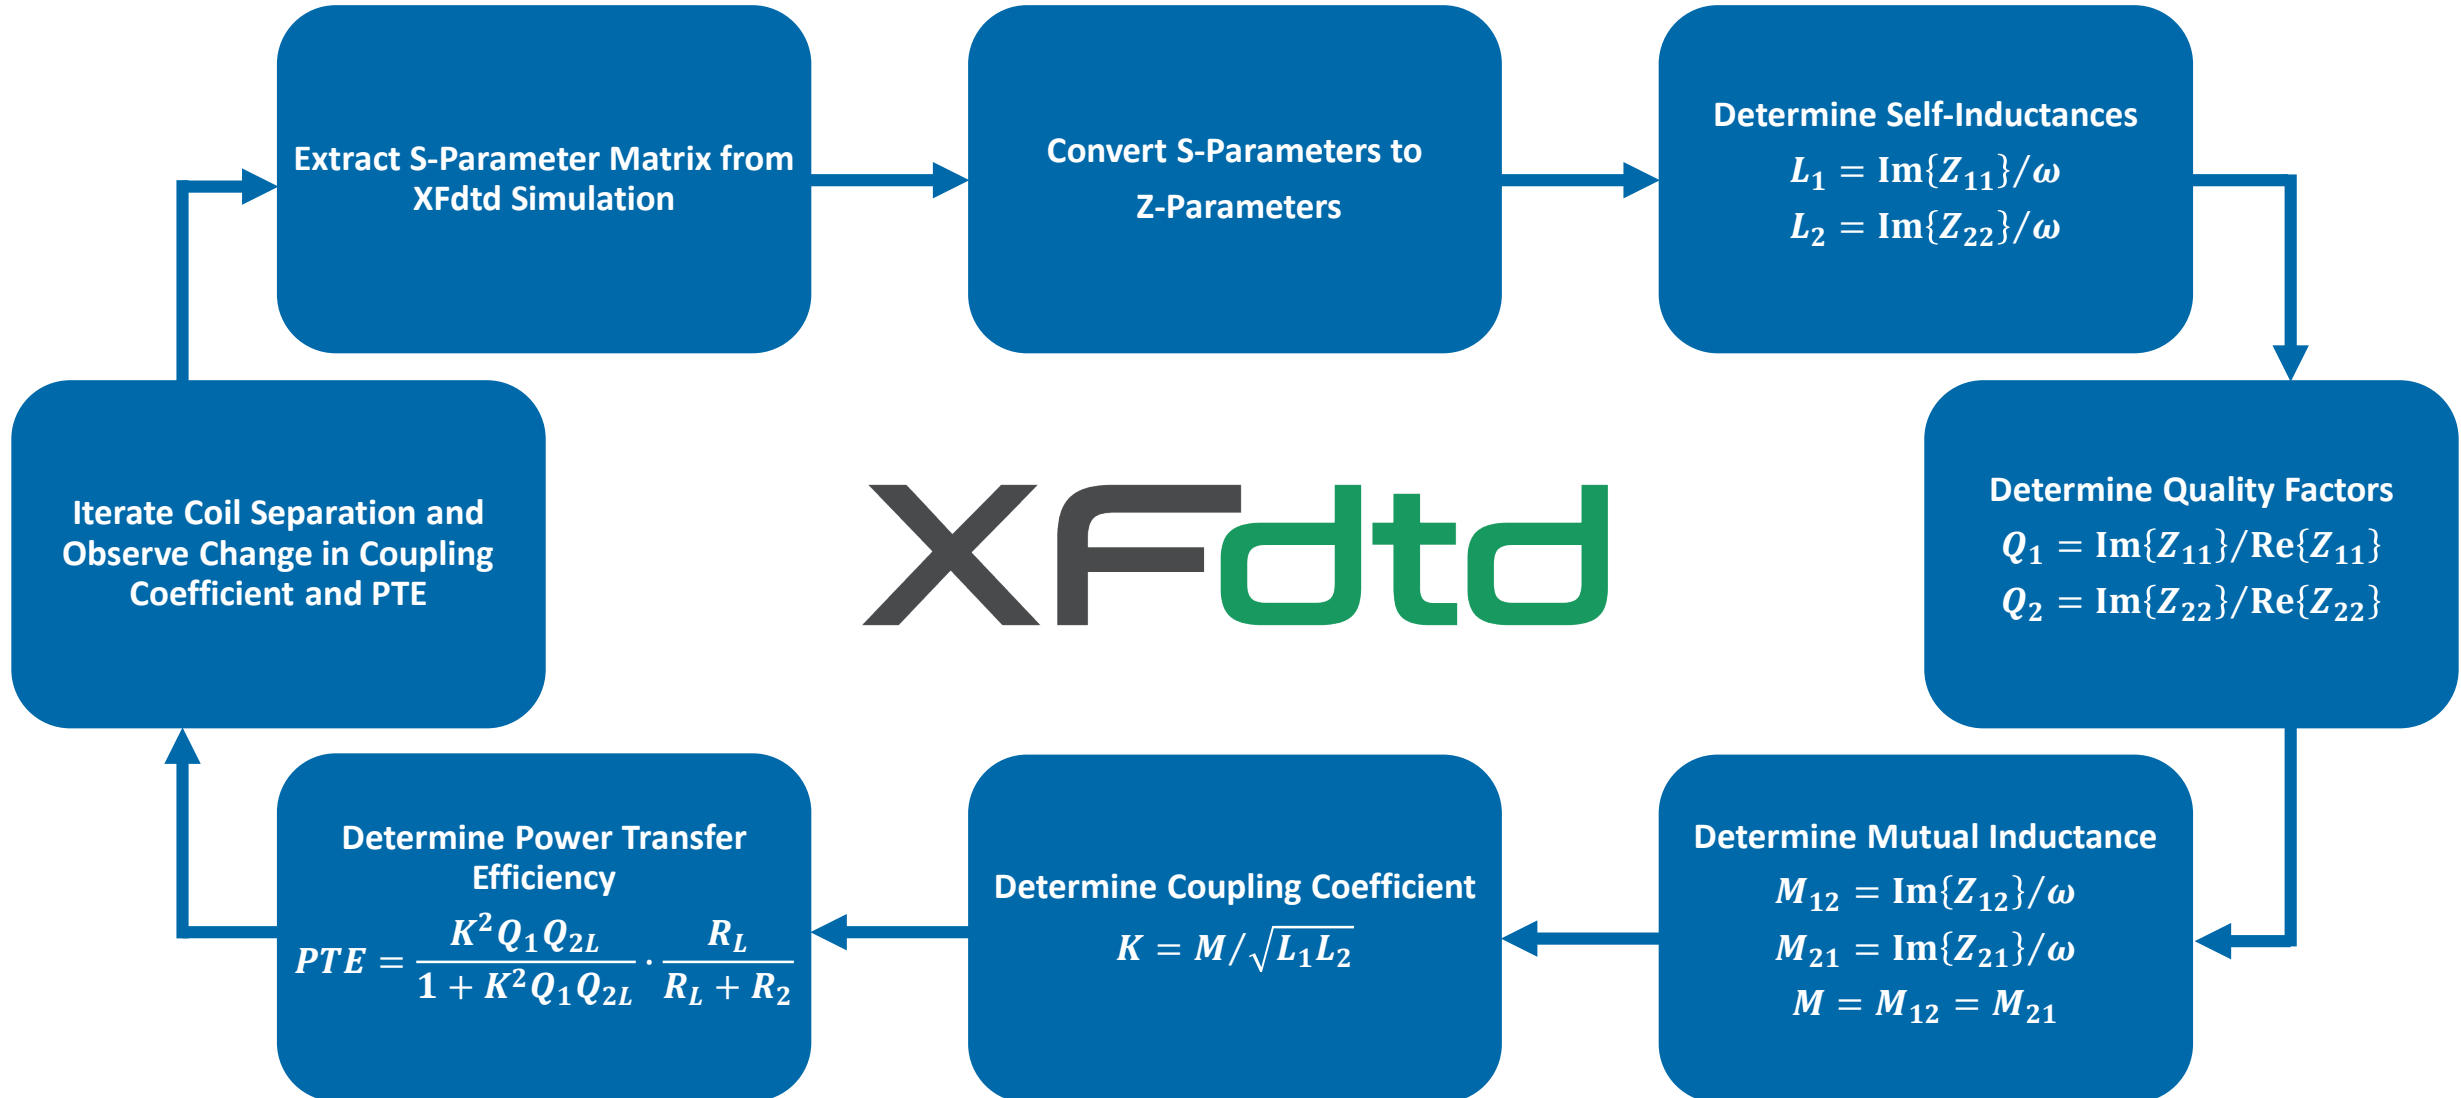 Extract S-Parameter Matrix from
XFdtd Simulation
Convert S-Parameters to
Z-Parameters
Determine Self-Inductances
L₁ = Im{Z₁₁}/ω
L₂ = Im{Z₂₂}/ω
Determine Quality Factors
Q₁ = Im{Z₁₁}/Re{Z₁₁}
Q₂ = Im{Z₂₂}/Re{Z₂₂}
Determine Mutual Inductance
M₁₂ = Im{Z₁₂}/ω
M₂₁ = Im{Z₂₁}/ω
M = M₁₂ = M₂₁
Determine Coupling Coefficient
K = M/√(L₁L₂)
Determine Power Transfer
Efficiency
PTE = K²Q₁Q₂L / (1 + K²Q₁Q₂L) · R_L / (R_L + R₂)
Iterate Coil Separation and
Observe Change in Coupling
Coefficient and PTE
XFdtd